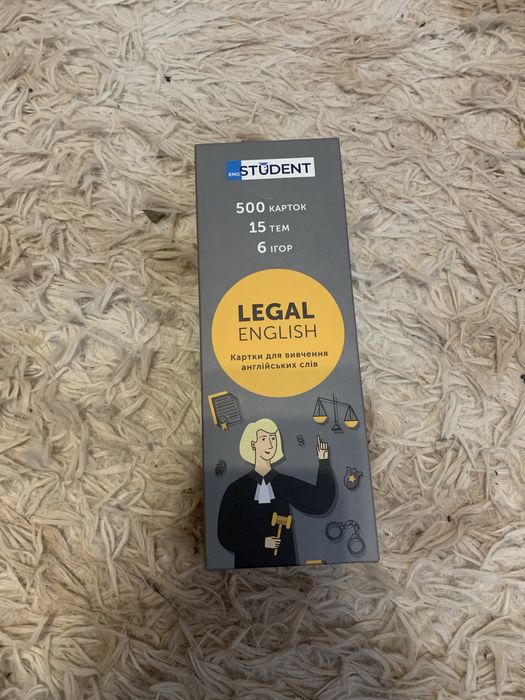 ENG STUDENT
500 КАРТОК
15 ТЕМ
6 ІГОР
LEGAL
ENGLISH
Картки для вивчення
англійських слів